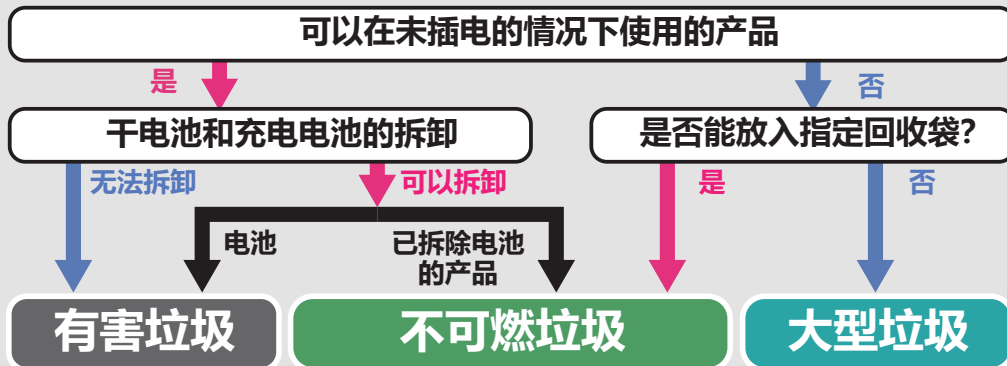 可以在未插电的情况下使用的产品
是
否
干电池和充电电池的拆卸
是否能放入指定回收袋？
无法拆卸
可以拆卸
是
否
电池
已拆除电池
的产品
有害垃圾
不可燃垃圾
大型垃圾